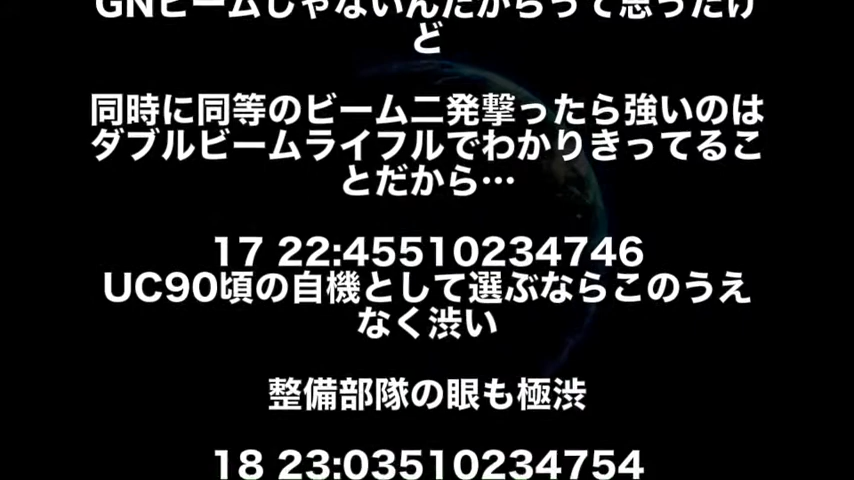 GNビームじゃないんだからって思ったけ
ど
同時に同等のビーム二発撃ったら強いのは
ダブルビームライフルでわかりきってるこ
とだから…
17 22:45510234746
UC90頃の自機として選ぶならこのうえ
なく渋い
整備部隊の眼も極渋
18 23:03510234754